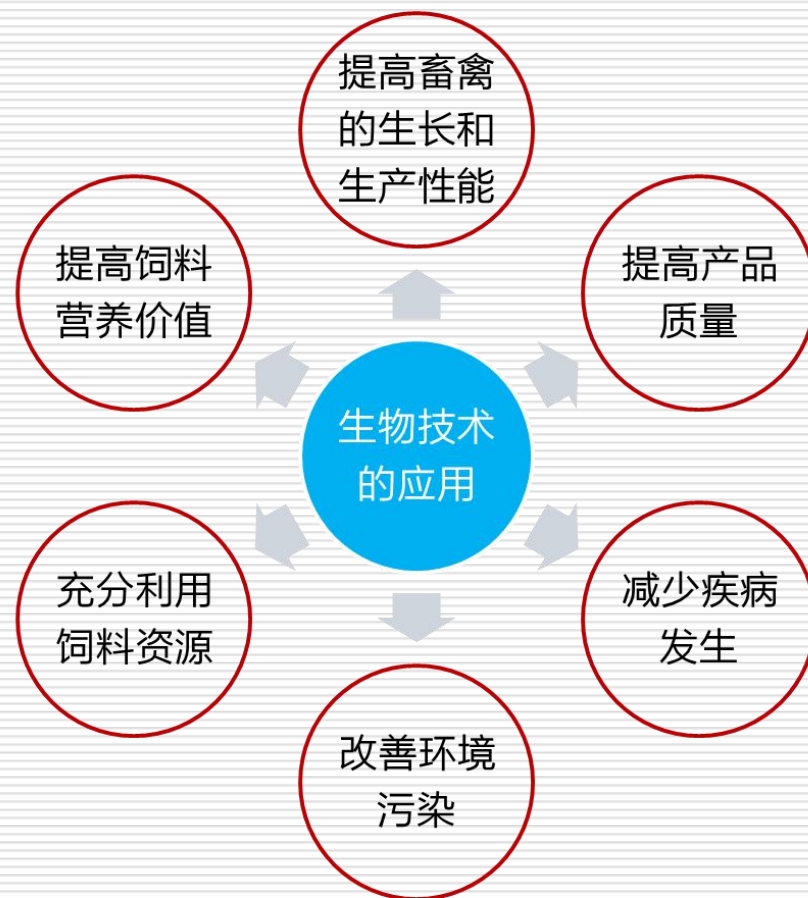 提高畜禽
的生长和
生产性能
提高饲料
营养价值
提高产品
质量
生物技术
的应用
充分利用
饲料资源
减少疾病
发生
改善环境
污染